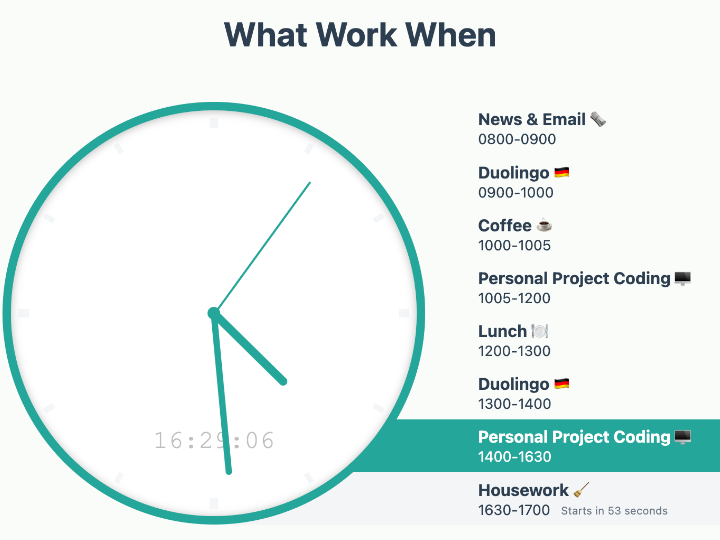 What Work When
16:29:06
News & Email 🗞️
0800-0900
Duolingo 🇩🇪
0900-1000
Coffee ☕
1000-1005
Personal Project Coding 🖥️
1005-1200
Lunch 🍽️
1200-1300
Duolingo 🇩🇪
1300-1400
Personal Project Coding 🖥️
1400-1630
Housework 🧹
1630-1700 Starts in 53 seconds